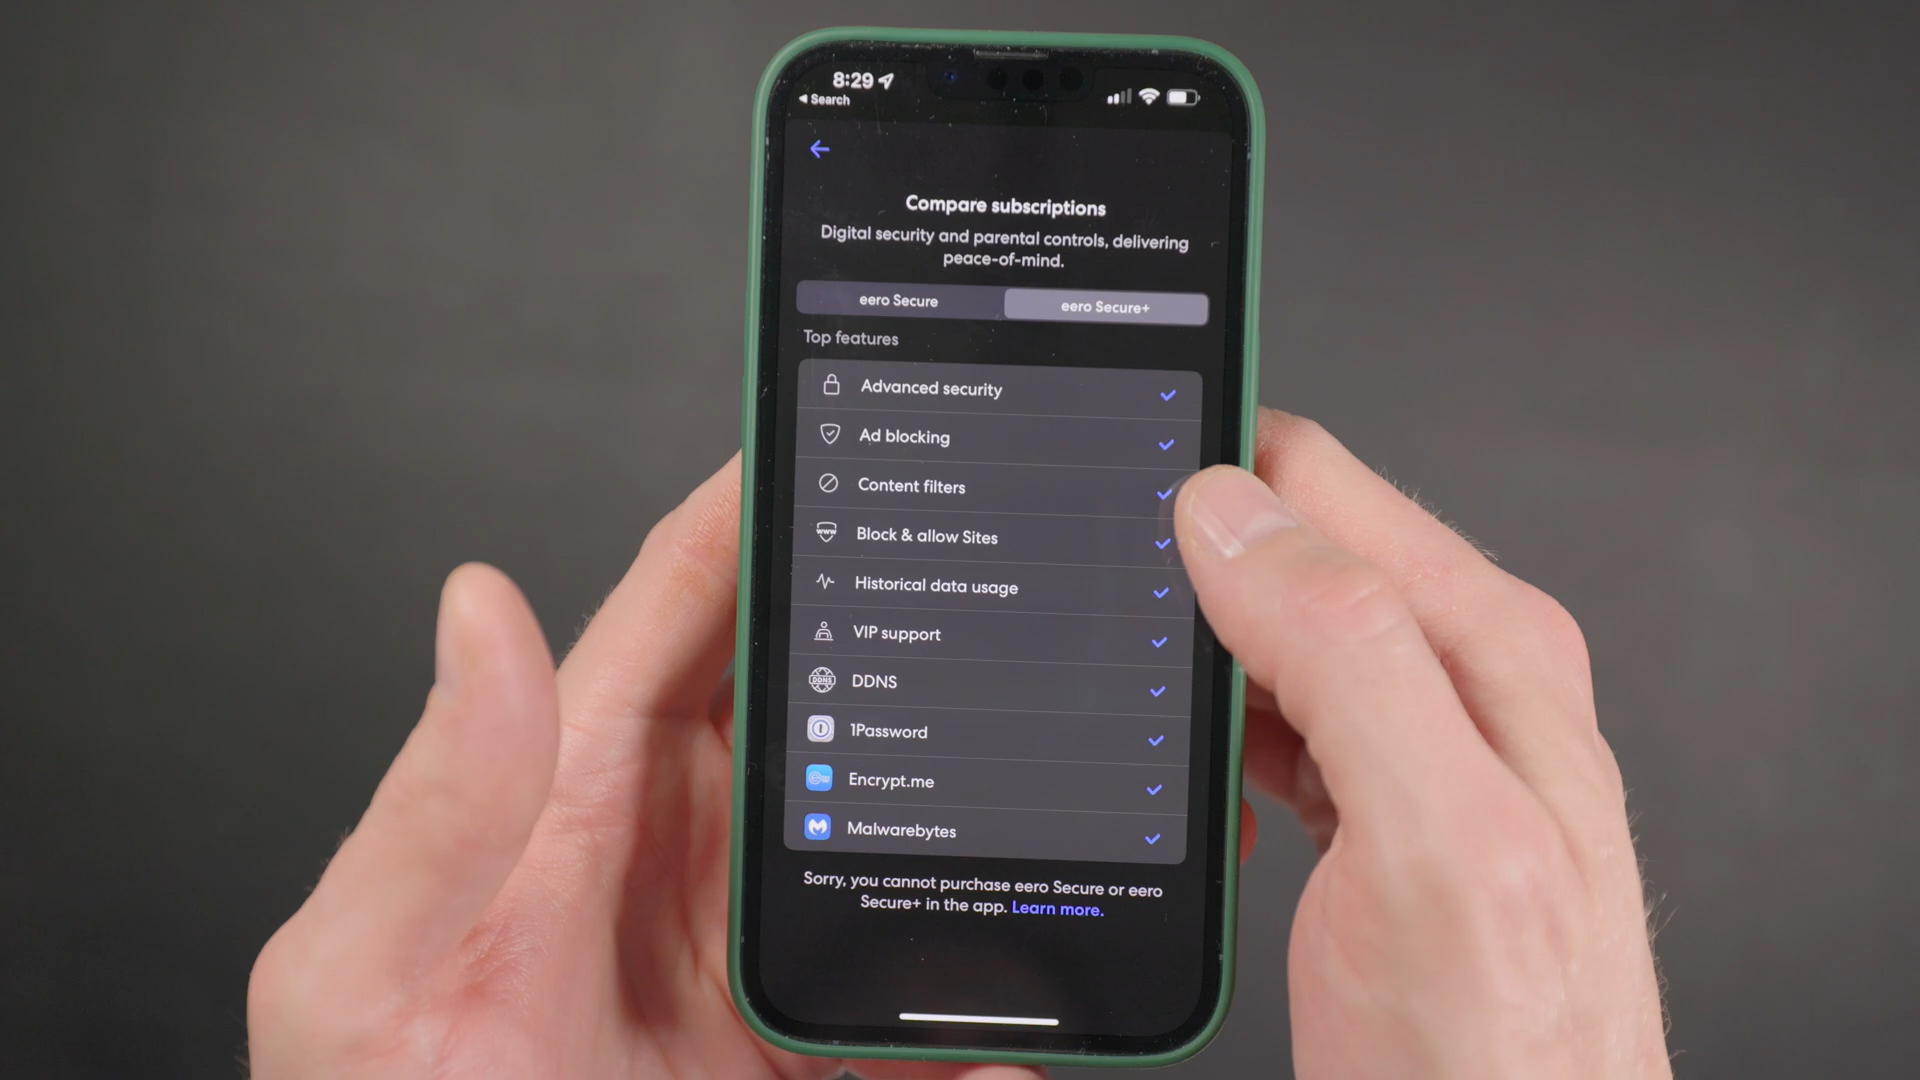 8:29
Search
Compare subscriptions
Digital security and parental controls, delivering
peace-of-mind.
eero Secure
eero Secure+
Top features
Advanced security
Ad blocking
Content filters
www
Block & allow Sites
Historical data usage
VIP support
DDNS
DDNS
1Password
Encrypt.me
Malwarebytes
Sorry, you cannot purchase eero Secure or eero
Secure+ in the app. Learn more.